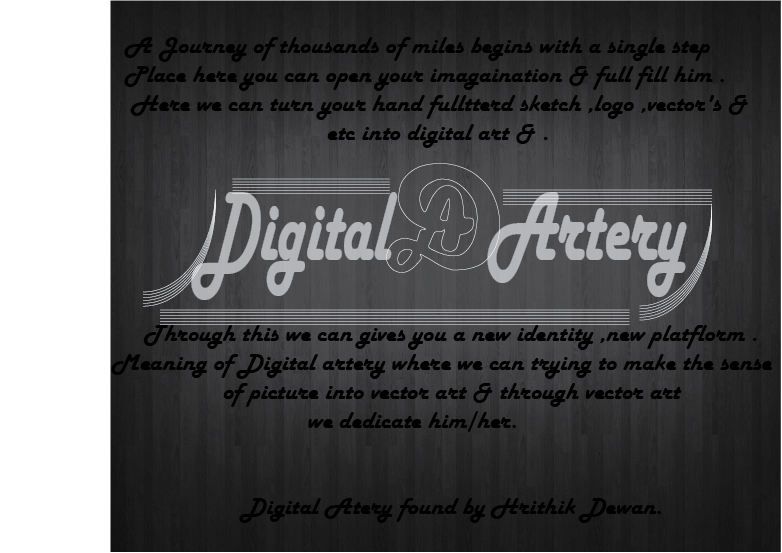 A Journey of thousands of miles begins with a single step
Place here you can open your imagaination & full fill him .
Here we can turn your hand fulltterd sketch ,logo ,vector's &
etc into digital art & .
Digital DA Artery
Through this we can gives you a new identity ,new platflorm .
Meaning of Digital artery where we can trying to make the sense
of picture into vector art & through vector art
we dedicate him/her.
Digital Atery found by Hrithik Dewan.